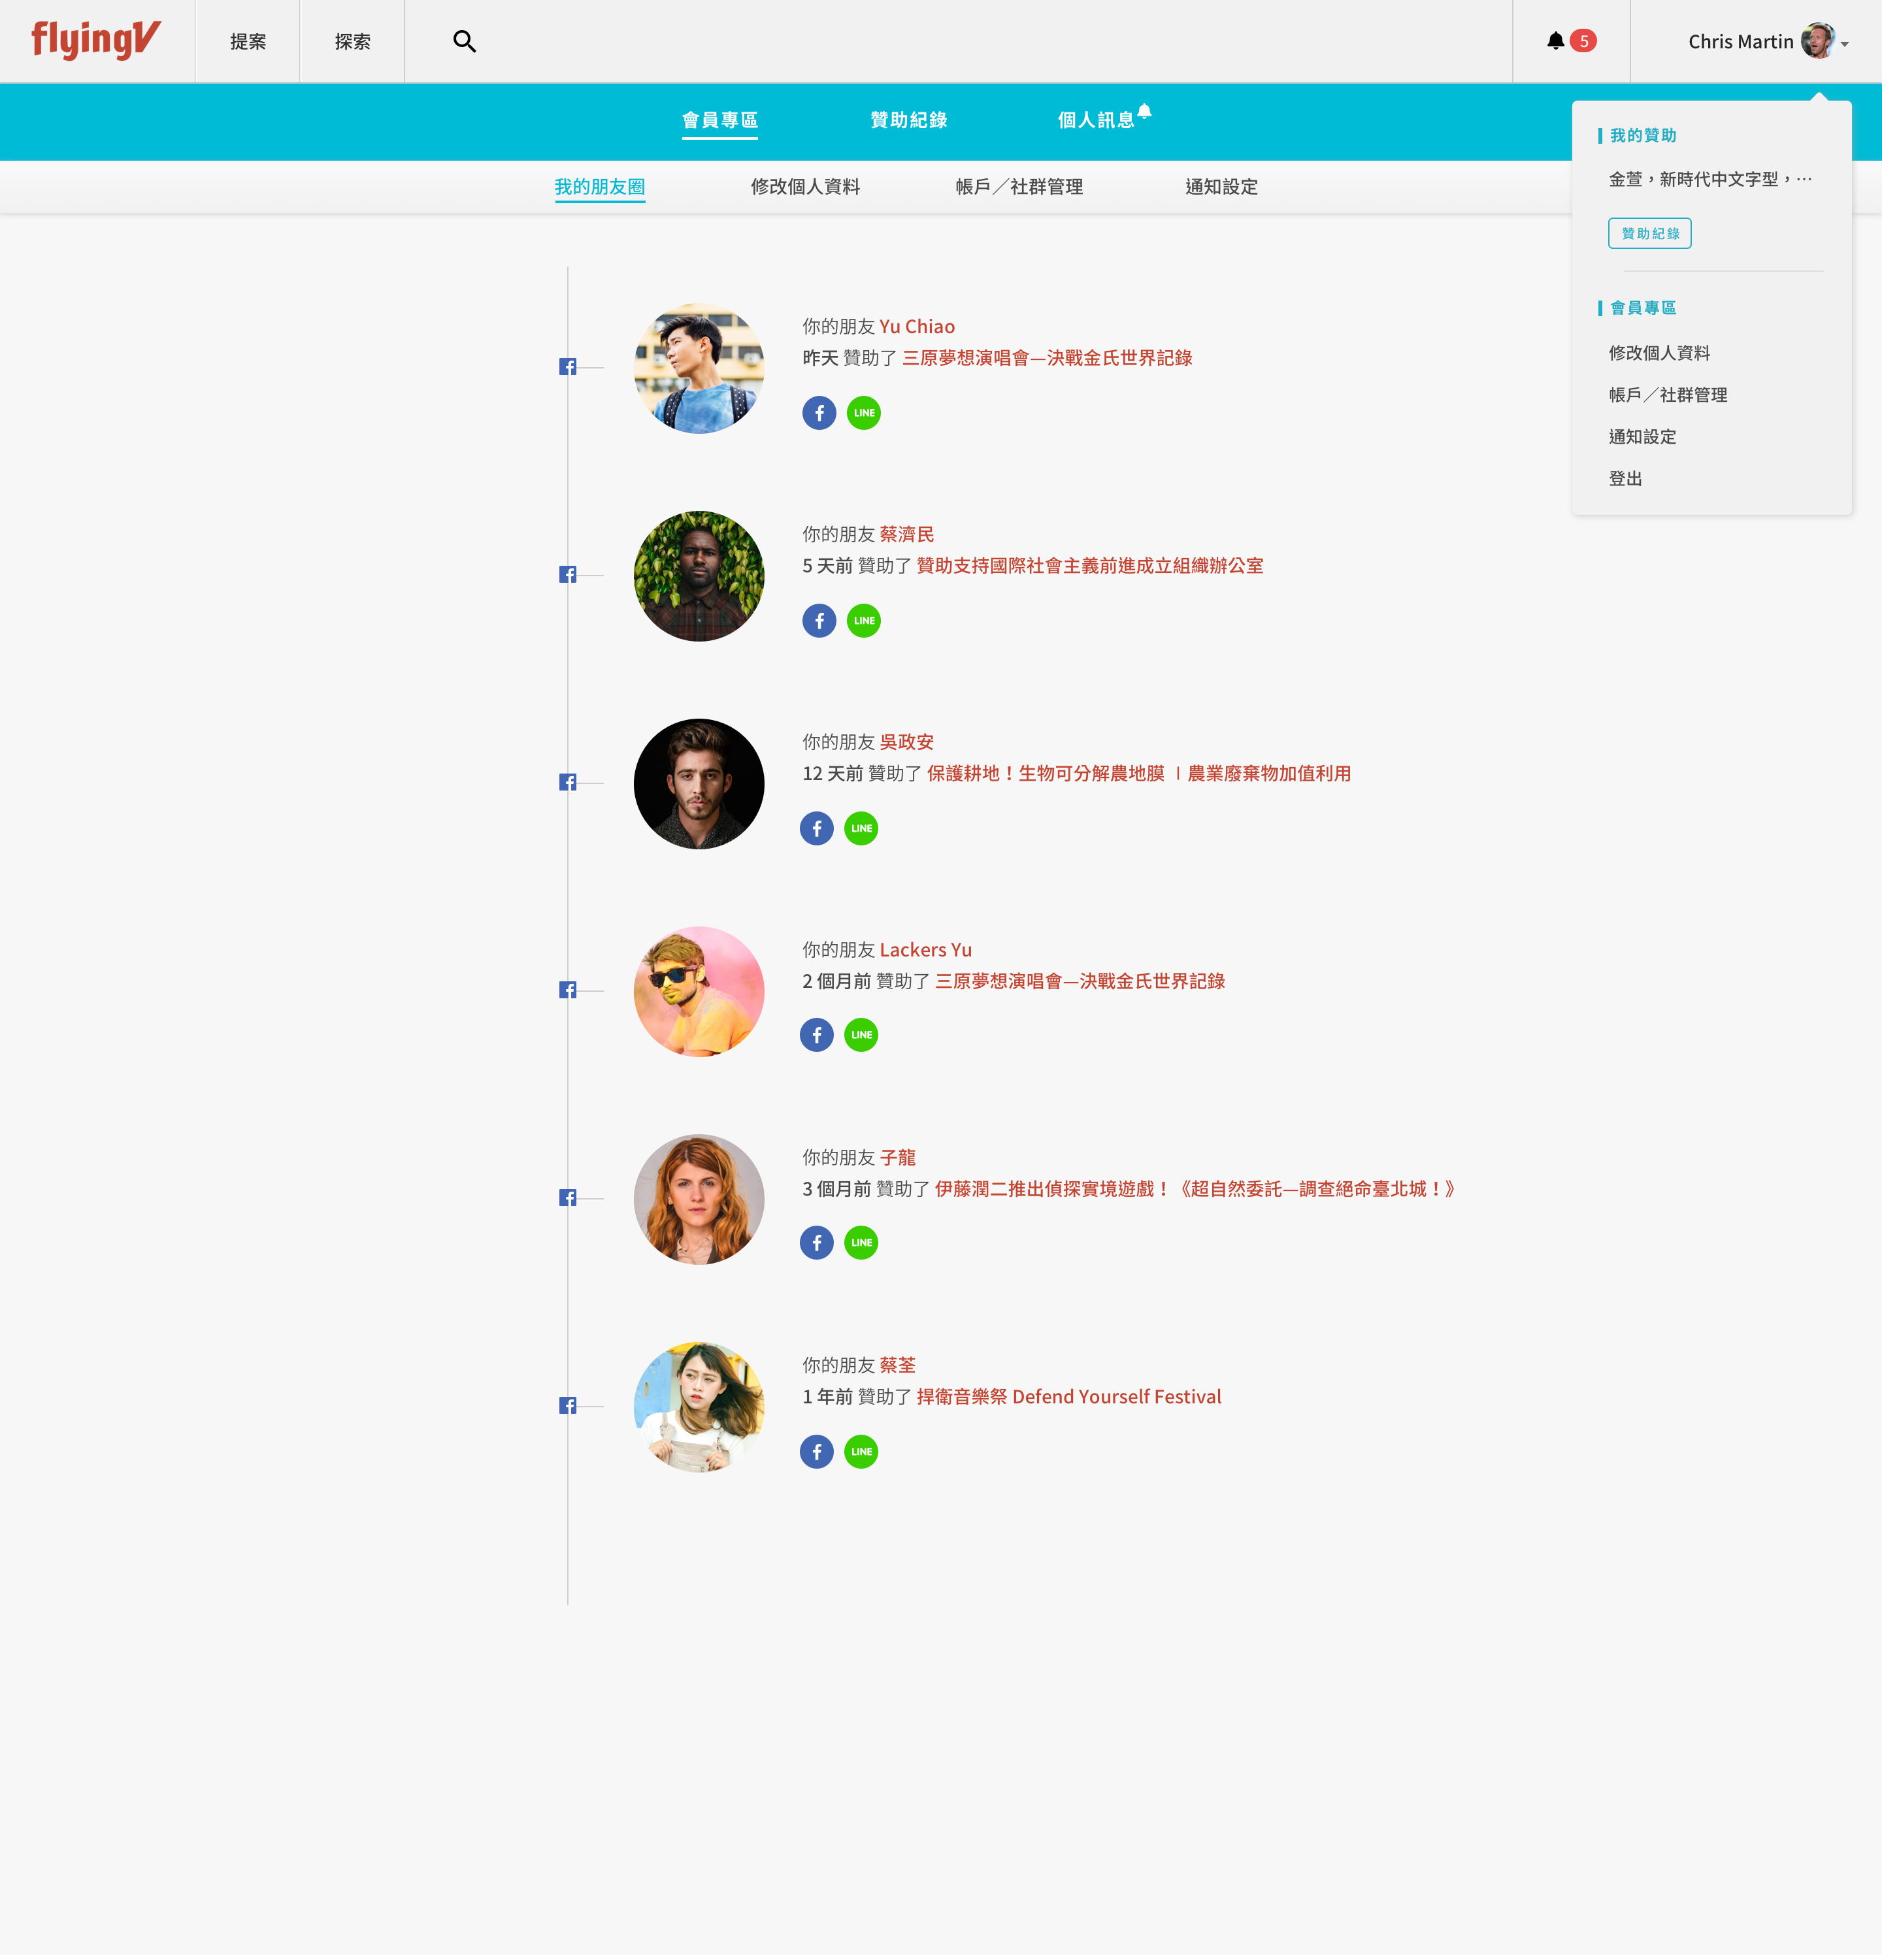 flyingV
提案
探索
5
Chris Martin
會員專區
贊助紀錄
個人訊息
我的朋友圈
修改個人資料
帳戶／社群管理
通知設定
我的贊助
金萱，新時代中文字型，⋯
贊助紀錄
會員專區
修改個人資料
帳戶／社群管理
通知設定
登出
你的朋友 Yu Chiao
昨天 贊助了 三原夢想演唱會—決戰金氏世界記錄
LINE
你的朋友 蔡濟民
5 天前 贊助了 贊助支持國際社會主義前進成立組織辦公室
LINE
你的朋友 吳政安
12 天前 贊助了 保護耕地！生物可分解農地膜 ｜農業廢棄物加值利用
LINE
你的朋友 Lackers Yu
2 個月前 贊助了 三原夢想演唱會—決戰金氏世界記錄
LINE
你的朋友 子龍
3 個月前 贊助了 伊藤潤二推出偵探實境遊戲！《超自然委託—調查絕命臺北城！》
LINE
你的朋友 蔡荃
1 年前 贊助了 捍衛音樂祭 Defend Yourself Festival
LINE